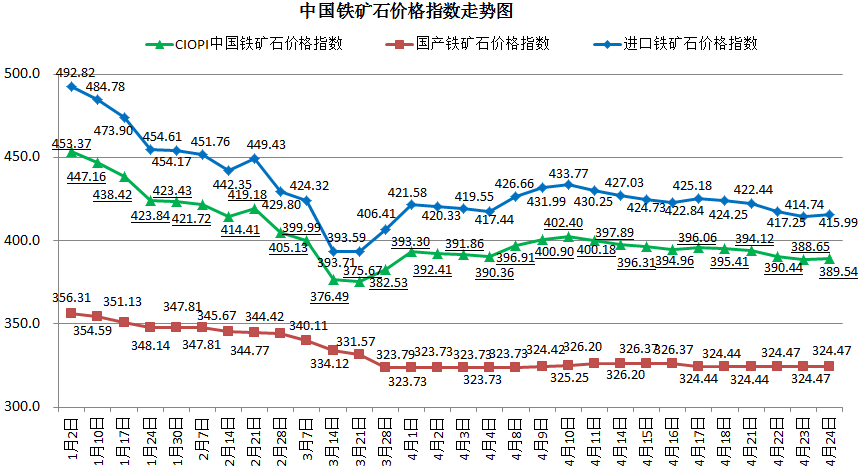 中国铁矿石价格指数走势图
CIOPI中国铁矿石价格指数 国产铁矿石价格指数 进口铁矿石价格指数
500.0
450.0
400.0
350.0
300.0
492.82 484.78 473.90 454.61 454.17 451.76 442.35 449.43 429.80 424.32 393.71 393.59 406.41 421.58 420.33 419.55 417.44 426.66 431.99 433.77 430.25 427.03 424.73 422.84 425.18 424.25 422.44 417.25 414.74 415.99
453.37 447.16 438.42 423.84 423.43 421.72 414.41 419.18 405.13 399.99 376.49 375.67 382.53 393.30 392.41 391.86 390.36 396.91 400.90 402.40 400.18 397.89 396.31 394.96 396.06 395.41 394.12 390.44 388.65 389.54
356.31 354.59 351.13 348.14 347.81 347.81 345.67 344.77 344.42 340.11 334.12 331.57 323.79 323.73 323.73 323.73 323.73 323.73 324.42 325.25 326.20 326.20 326.37 326.37 324.44 324.44 324.44 324.47 324.47 324.47
1月2日 1月10日 1月17日 1月24日 1月30日 2月7日 2月14日 2月21日 2月28日 3月7日 3月14日 3月21日 3月28日 4月1日 4月2日 4月3日 4月4日 4月8日 4月9日 4月10日 4月11日 4月14日 4月15日 4月16日 4月17日 4月18日 4月21日 4月22日 4月23日 4月24日